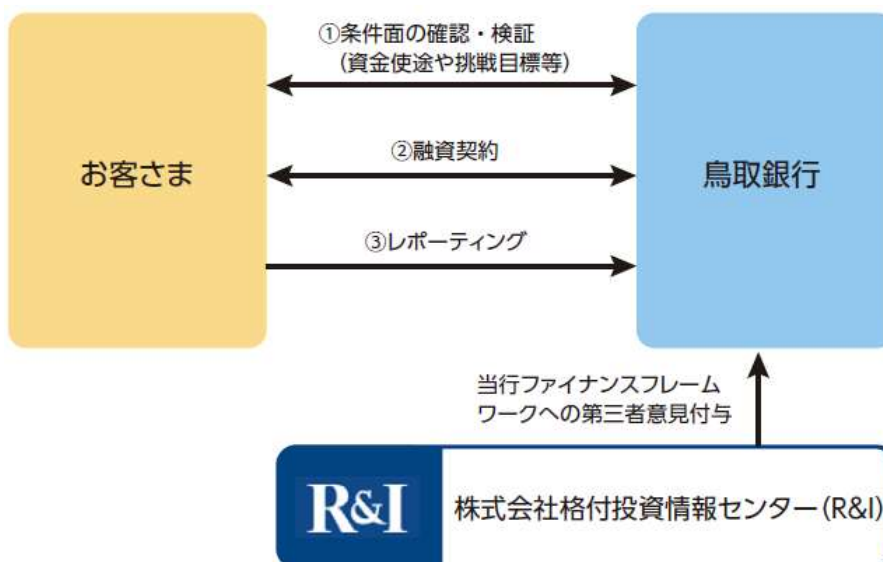 ①条件面の確認・検証
（資金使途や挑戦目標等）
お客さま
②融資契約
鳥取銀行
③レポーティング
当行ファイナンスフレーム
ワークへの第三者意見付与
R&I
株式会社格付投資情報センター(R&I)